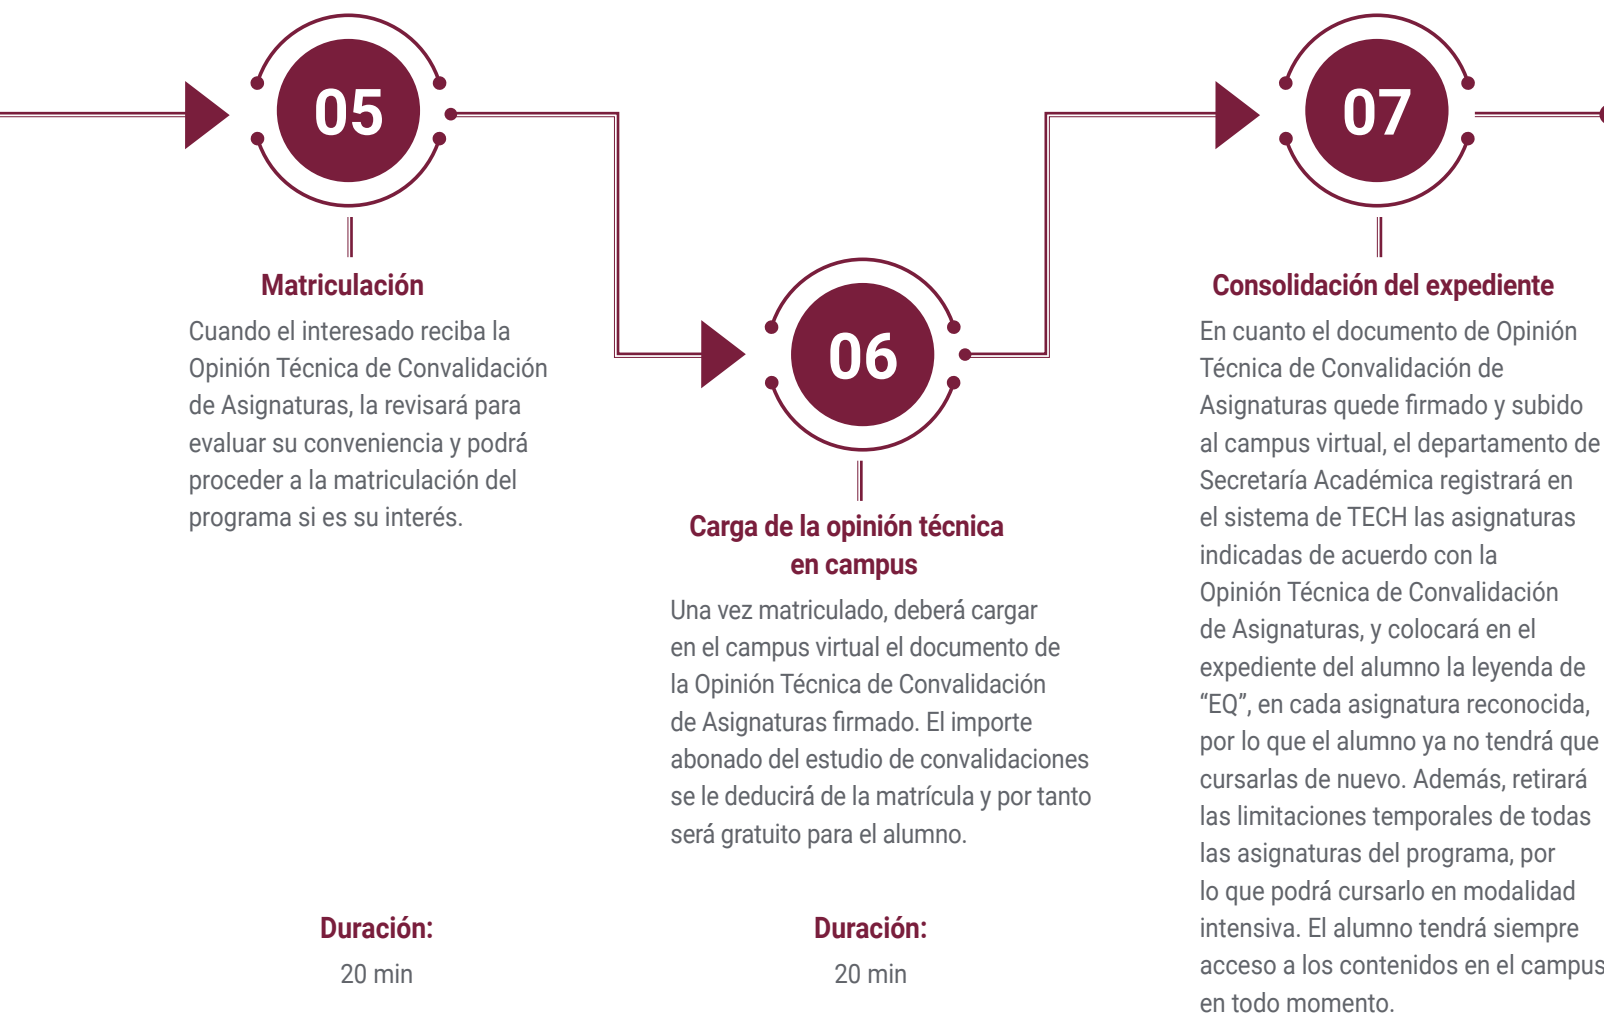 05
Matriculación
Cuando el interesado reciba la
Opinión Técnica de Convalidación
de Asignaturas, la revisará para
evaluar su conveniencia y podrá
proceder a la matriculación del
programa si es su interés.
Duración:
20 min
06
Carga de la opinión técnica
en campus
Una vez matriculado, deberá cargar
en el campus virtual el documento de
la Opinión Técnica de Convalidación
de Asignaturas firmado. El importe
abonado del estudio de convalidaciones
se le deducirá de la matrícula y por tanto
será gratuito para el alumno.
Duración:
20 min
07
Consolidación del expediente
En cuanto el documento de Opinión
Técnica de Convalidación de
Asignaturas quede firmado y subido
al campus virtual, el departamento de
Secretaría Académica registrará en
el sistema de TECH las asignaturas
indicadas de acuerdo con la
Opinión Técnica de Convalidación
de Asignaturas, y colocará en el
expediente del alumno la leyenda de
“EQ”, en cada asignatura reconocida,
por lo que el alumno ya no tendrá que
cursarlas de nuevo. Además, retirará
las limitaciones temporales de todas
las asignaturas del programa, por
lo que podrá cursarlo en modalidad
intensiva. El alumno tendrá siempre
acceso a los contenidos en el campus
en todo momento.